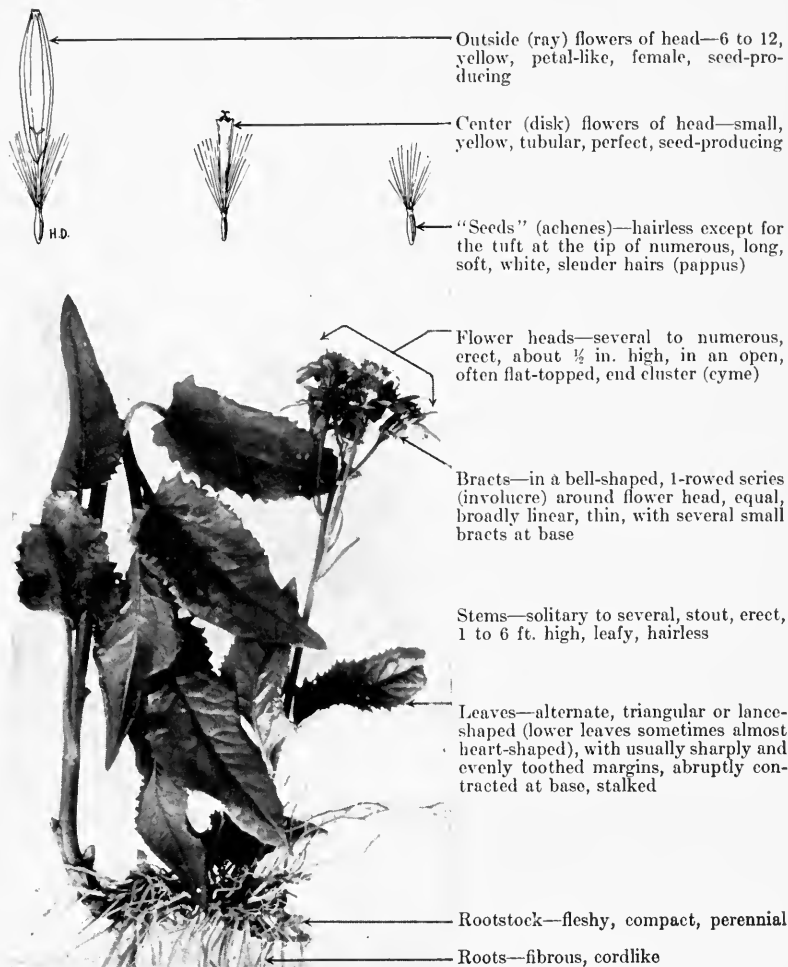 Outside (ray) flowers of head—6 to 12,
yellow, petal-like, female, seed-pro-
ducing
Center (disk) flowers of head—small,
yellow, tubular, perfect, seed-producing
H.D.
"Seeds" (achenes)—hairless except for
the tuft at the tip of numerous, long,
soft, white, slender hairs (pappus)
Flower heads—several to numerous,
erect, about ½ in. high, in an open,
often flat-topped, end cluster (cyme)
Bracts—in a bell-shaped, 1-rowed series
(involucre) around flower head, equal,
broadly linear, thin, with several small
bracts at base
Stems—solitary to several, stout, erect,
1 to 6 ft. high, leafy, hairless
Leaves—alternate, triangular or lance-
shaped (lower leaves sometimes almost
heart-shaped), with usually sharply and
evenly toothed margins, abruptly con-
tracted at base, stalked
Rootstock—fleshy, compact, perennial
Roots—fibrous, cordlike